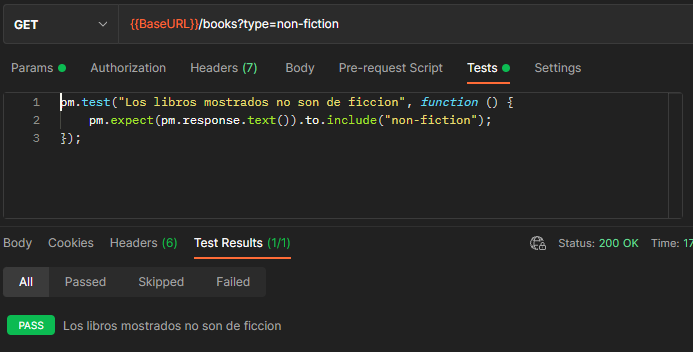 GET {{BaseURL}}/books?type=non-fiction
Params Authorization Headers (7) Body Pre-request Script Tests Settings
1 pm.test("Los libros mostrados no son de ficcion", function () {
2 pm.expect(pm.response.text()).to.include("non-fiction");
3 });
Body Cookies Headers (6) Test Results (1/1) Status: 200 OK Time: 17
All Passed Skipped Failed
PASS Los libros mostrados no son de ficcion